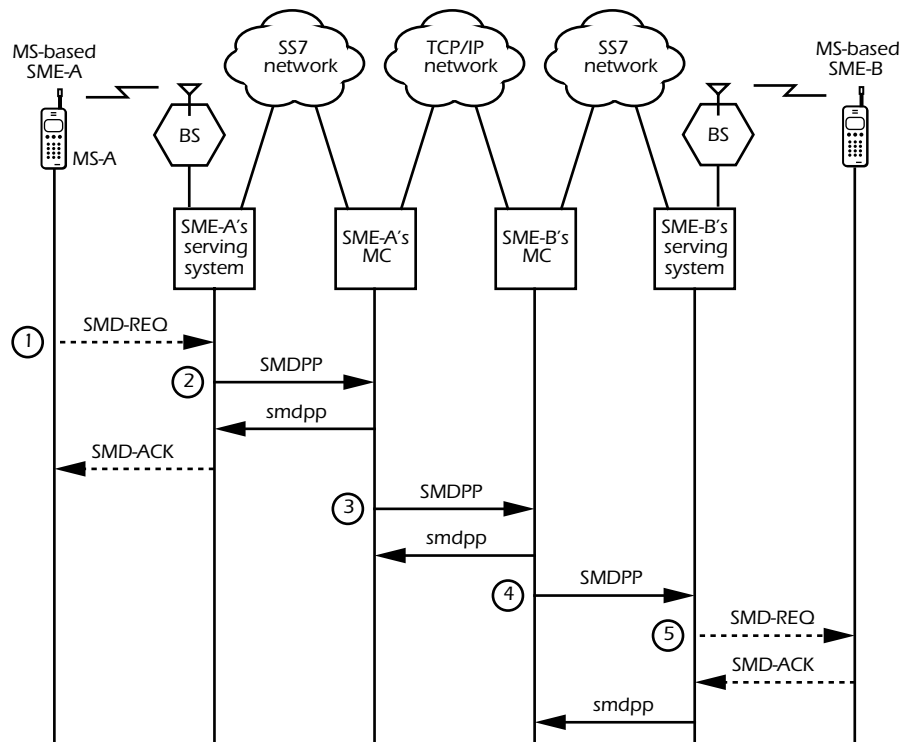 MS-based
SME-A
SS7
network
TCP/IP
network
SS7
network
MS-based
SME-B
BS
BS
MS-A
SME-A's
serving
system
SME-A's
MC
SME-B's
MC
SME-B's
serving
system
1
SMD-REQ
2
SMDPP
smdpp
SMD-ACK
3
SMDPP
smdpp
4
SMDPP
5
SMD-REQ
SMD-ACK
smdpp